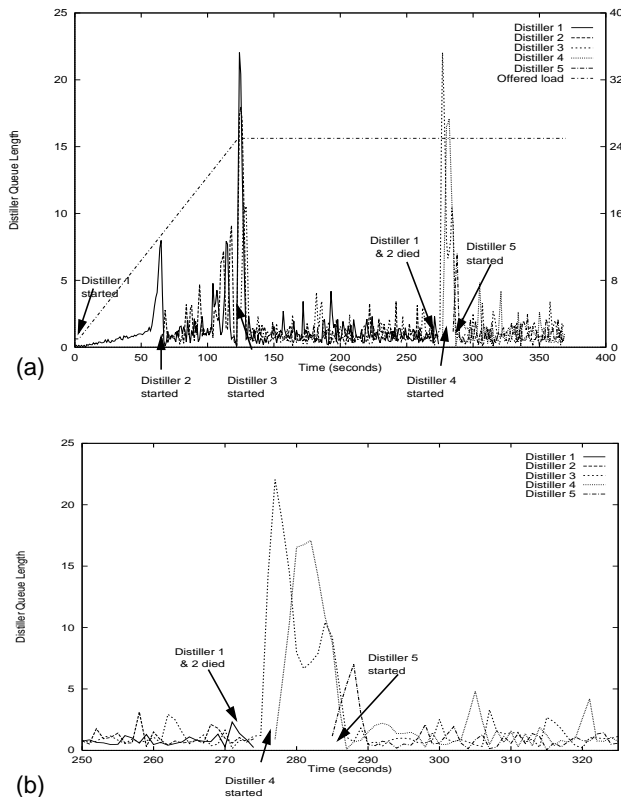 25
20
15
10
5
0
Distiller Queue Length
40
32
24
16
8
0
Distiller 1
Distiller 2
Distiller 3
Distiller 4
Distiller 5
Offered load
Distiller 1
started
Distiller 1
& 2 died
Distiller 5
started
0 50 100 150 200 250 300 350 400
Time (seconds)
Distiller 2
started
Distiller 3
started
Distiller 4
started
(a)
25
20
15
10
5
0
Distiller Queue Length
Distiller 1
Distiller 2
Distiller 3
Distiller 4
Distiller 5
Distiller 1
& 2 died
Distiller 5
started
250 260 270 280 290 300 310 320
Time (seconds)
Distiller 4
started
(b)